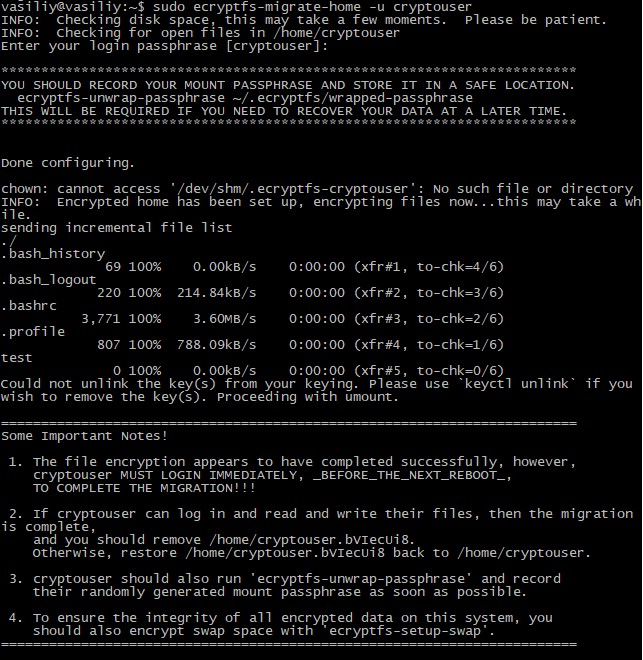 vasiliy@vasiliy:~$ sudo ecryptfs-migrate-home -u cryptouser
INFO:  Checking disk space, this may take a few moments.  Please be patient.
INFO:  Checking for open files in /home/cryptouser
Enter your login passphrase [cryptouser]:
************************************************************************
YOU SHOULD RECORD YOUR MOUNT PASSPHRASE AND STORE IT IN A SAFE LOCATION.
  ecryptfs-unwrap-passphrase ~/.ecryptfs/wrapped-passphrase
THIS WILL BE REQUIRED IF YOU NEED TO RECOVER YOUR DATA AT A LATER TIME.
************************************************************************
Done configuring.
chown: cannot access '/dev/shm/.ecryptfs-cryptouser': No such file or directory
INFO:  Encrypted home has been set up, encrypting files now...this may take a wh
ile.
sending incremental file list
./
.bash_history
             69 100%    0.00kB/s    0:00:00 (xfr#1, to-chk=4/6)
.bash_logout
            220 100%  214.84kB/s    0:00:00 (xfr#2, to-chk=3/6)
.bashrc
          3,771 100%    3.60MB/s    0:00:00 (xfr#3, to-chk=2/6)
.profile
            807 100%  788.09kB/s    0:00:00 (xfr#4, to-chk=1/6)
test
              0 100%    0.00kB/s    0:00:00 (xfr#5, to-chk=0/6)
Could not unlink the key(s) from your keying. Please use `keyctl unlink` if you
wish to remove the key(s). Proceeding with umount.
========================================================================
Some Important Notes!
 1. The file encryption appears to have completed successfully, however,
    cryptouser MUST LOGIN IMMEDIATELY, _BEFORE_THE_NEXT_REBOOT_,
    TO COMPLETE THE MIGRATION!!!
 2. If cryptouser can log in and read and write their files, then the migration
is complete,
    and you should remove /home/cryptouser.bVIecUi8.
    Otherwise, restore /home/cryptouser.bVIecUi8 back to /home/cryptouser.
 3. cryptouser should also run 'ecryptfs-unwrap-passphrase' and record
    their randomly generated mount passphrase as soon as possible.
 4. To ensure the integrity of all encrypted data on this system, you
    should also encrypt swap space with 'ecryptfs-setup-swap'.
========================================================================